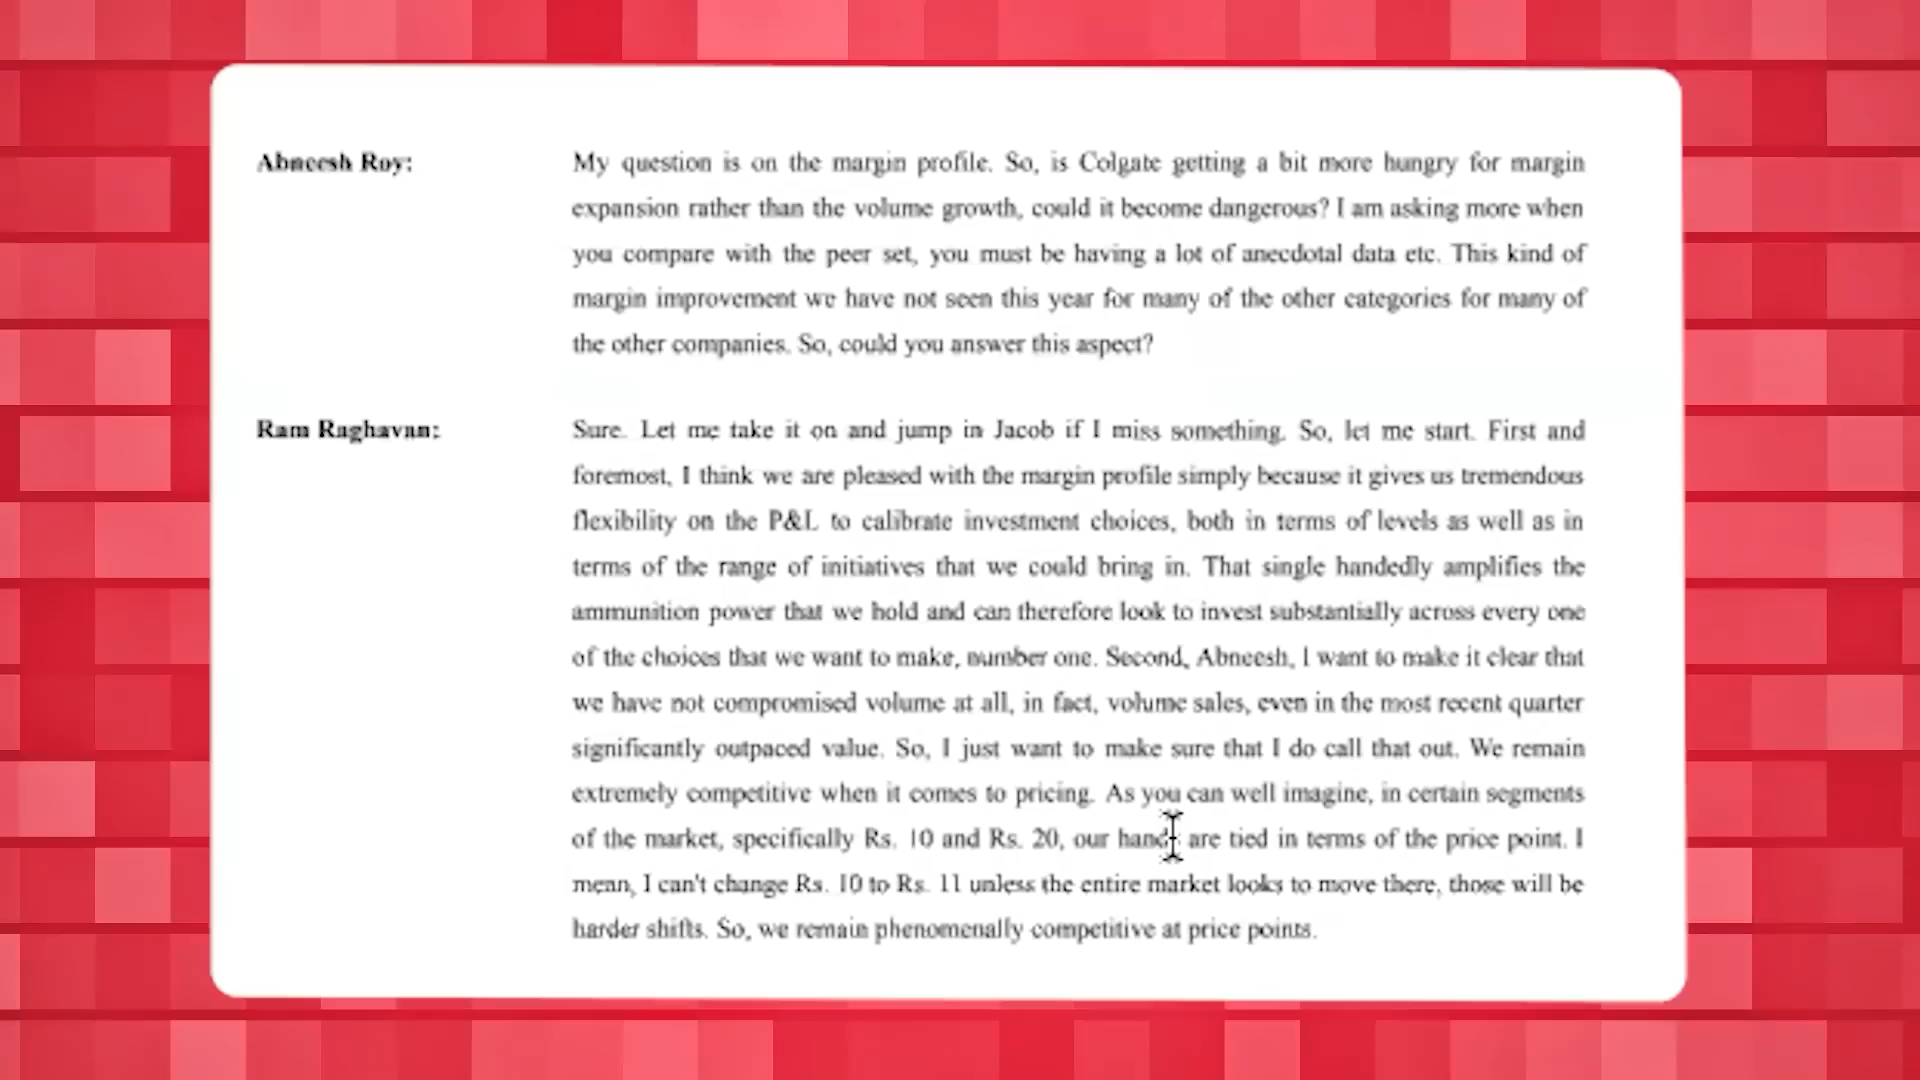 Abneesh Roy:
My question is on the margin profile. So, is Colgate getting a bit more hungry for margin
expansion rather than the volume growth, could it become dangerous? I am asking more when
you compare with the peer set, you must be having a lot of anecdotal data etc. This kind of
margin improvement we have not seen this year for many of the other categories for many of
the other companies. So, could you answer this aspect?
Ram Raghavan:
Sure. Let me take it on and jump in Jacob if I miss something. So, let me start. First and
foremost, I think we are pleased with the margin profile simply because it gives us tremendous
flexibility on the P&L to calibrate investment choices, both in terms of levels as well as in
terms of the range of initiatives that we could bring in. That single handedly amplifies the
ammunition power that we hold and can therefore look to invest substantially across every one
of the choices that we want to make, number one. Second, Abneesh, I want to make it clear that
we have not compromised volume at all, in fact, volume sales, even in the most recent quarter
significantly outpaced value. So, I just want to make sure that I do call that out. We remain
extremely competitive when it comes to pricing. As you can well imagine, in certain segments
of the market, specifically Rs. 10 and Rs. 20, our hands are tied in terms of the price point. I
mean, I can't change Rs. 10 to Rs. 11 unless the entire market looks to move there, those will be
harder shifts. So, we remain phenomenally competitive at price points.